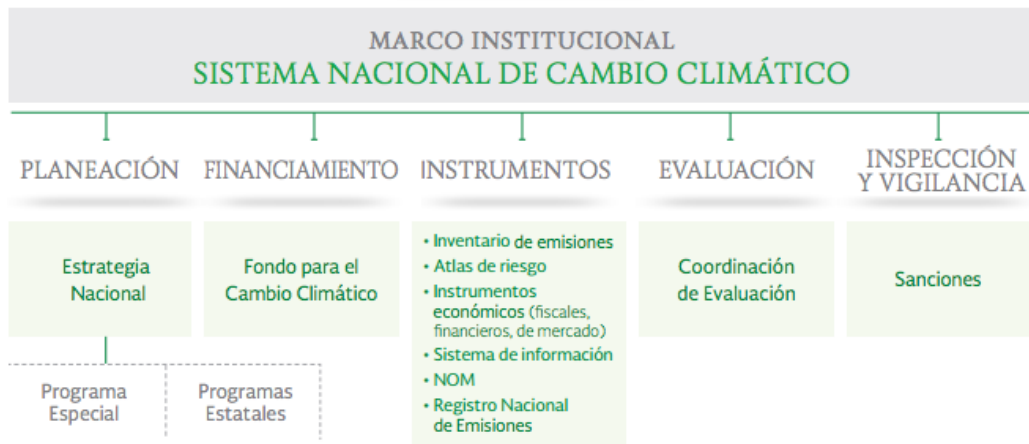 MARCO INSTITUCIONAL
SISTEMA NACIONAL DE CAMBIO CLIMÁTICO
PLANEACIÓN
FINANCIAMIENTO
INSTRUMENTOS
EVALUACIÓN
INSPECCIÓN
Y VIGILANCIA
Estrategia
Nacional
Fondo para el
Cambio Climático
• Inventario de emisiones
• Atlas de riesgo
• Instrumentos
económicos (fiscales,
financieros, de mercado)
• Sistema de información
• NOM
• Registro Nacional
de Emisiones
Coordinación
de Evaluación
Sanciones
Programa
Especial
Programas
Estatales